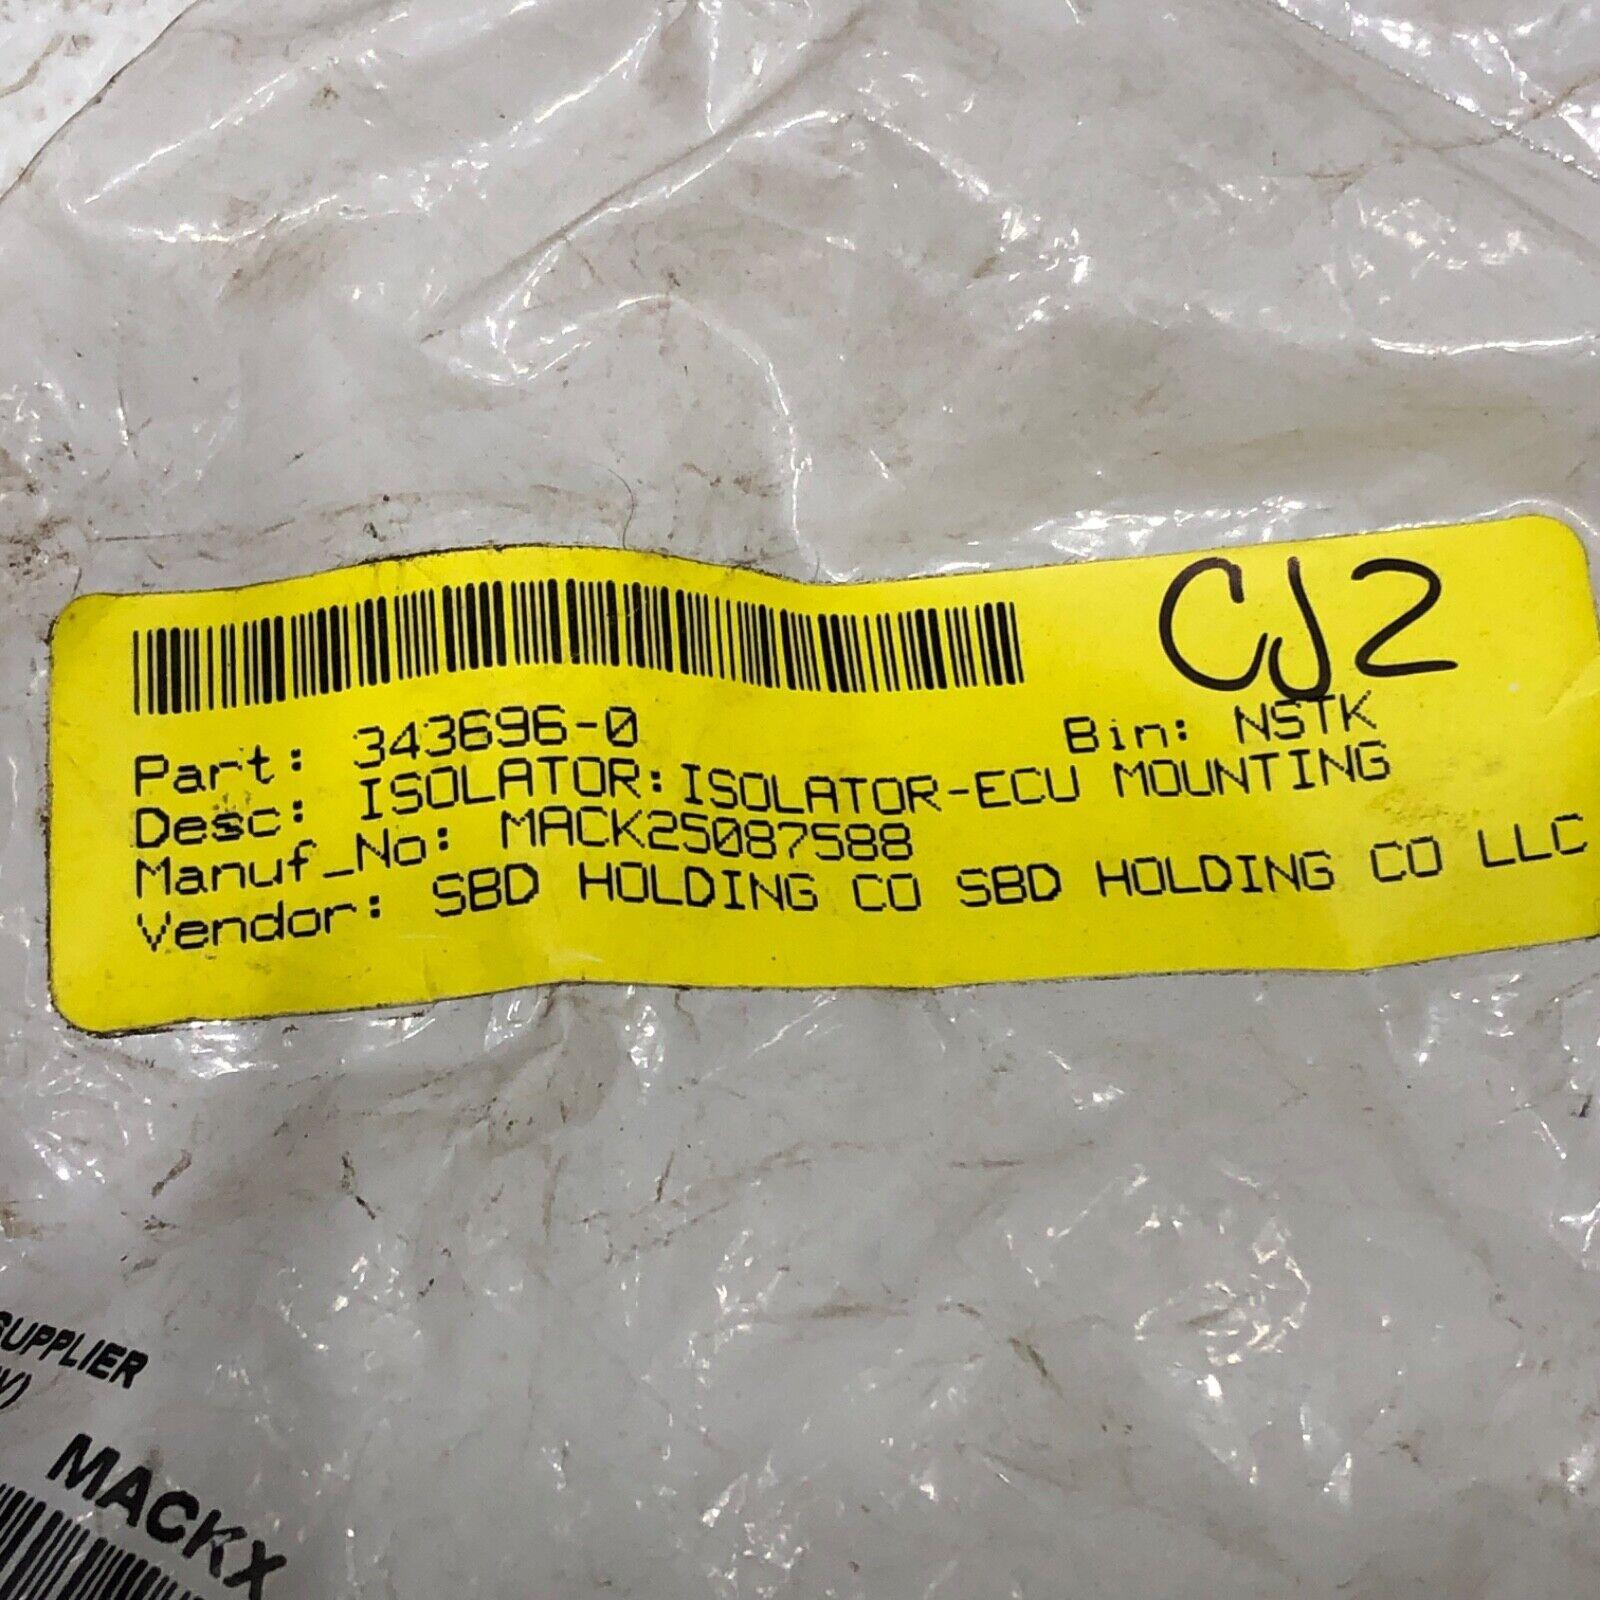 CJ2
Part: 343696-0 Bin: NSTK
Desc: ISOLATOR:ISOLATOR-ECU MOUNTING
Manuf_No: MACK25087588
Vendor: SBD HOLDING CO SBD HOLDING CO LLC
SUPPLIER
V)
MACKX